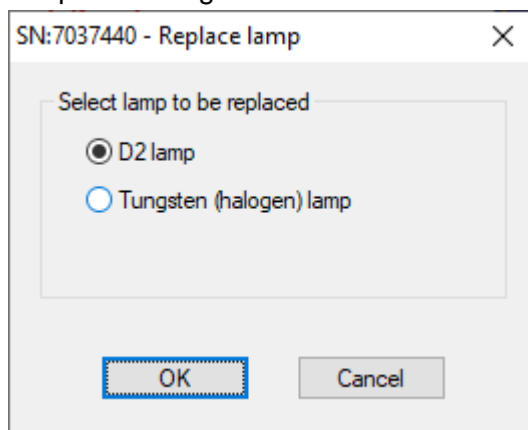 SN:7037440 - Replace lamp
Select lamp to be replaced
D2 lamp
Tungsten (halogen) lamp
OK Cancel